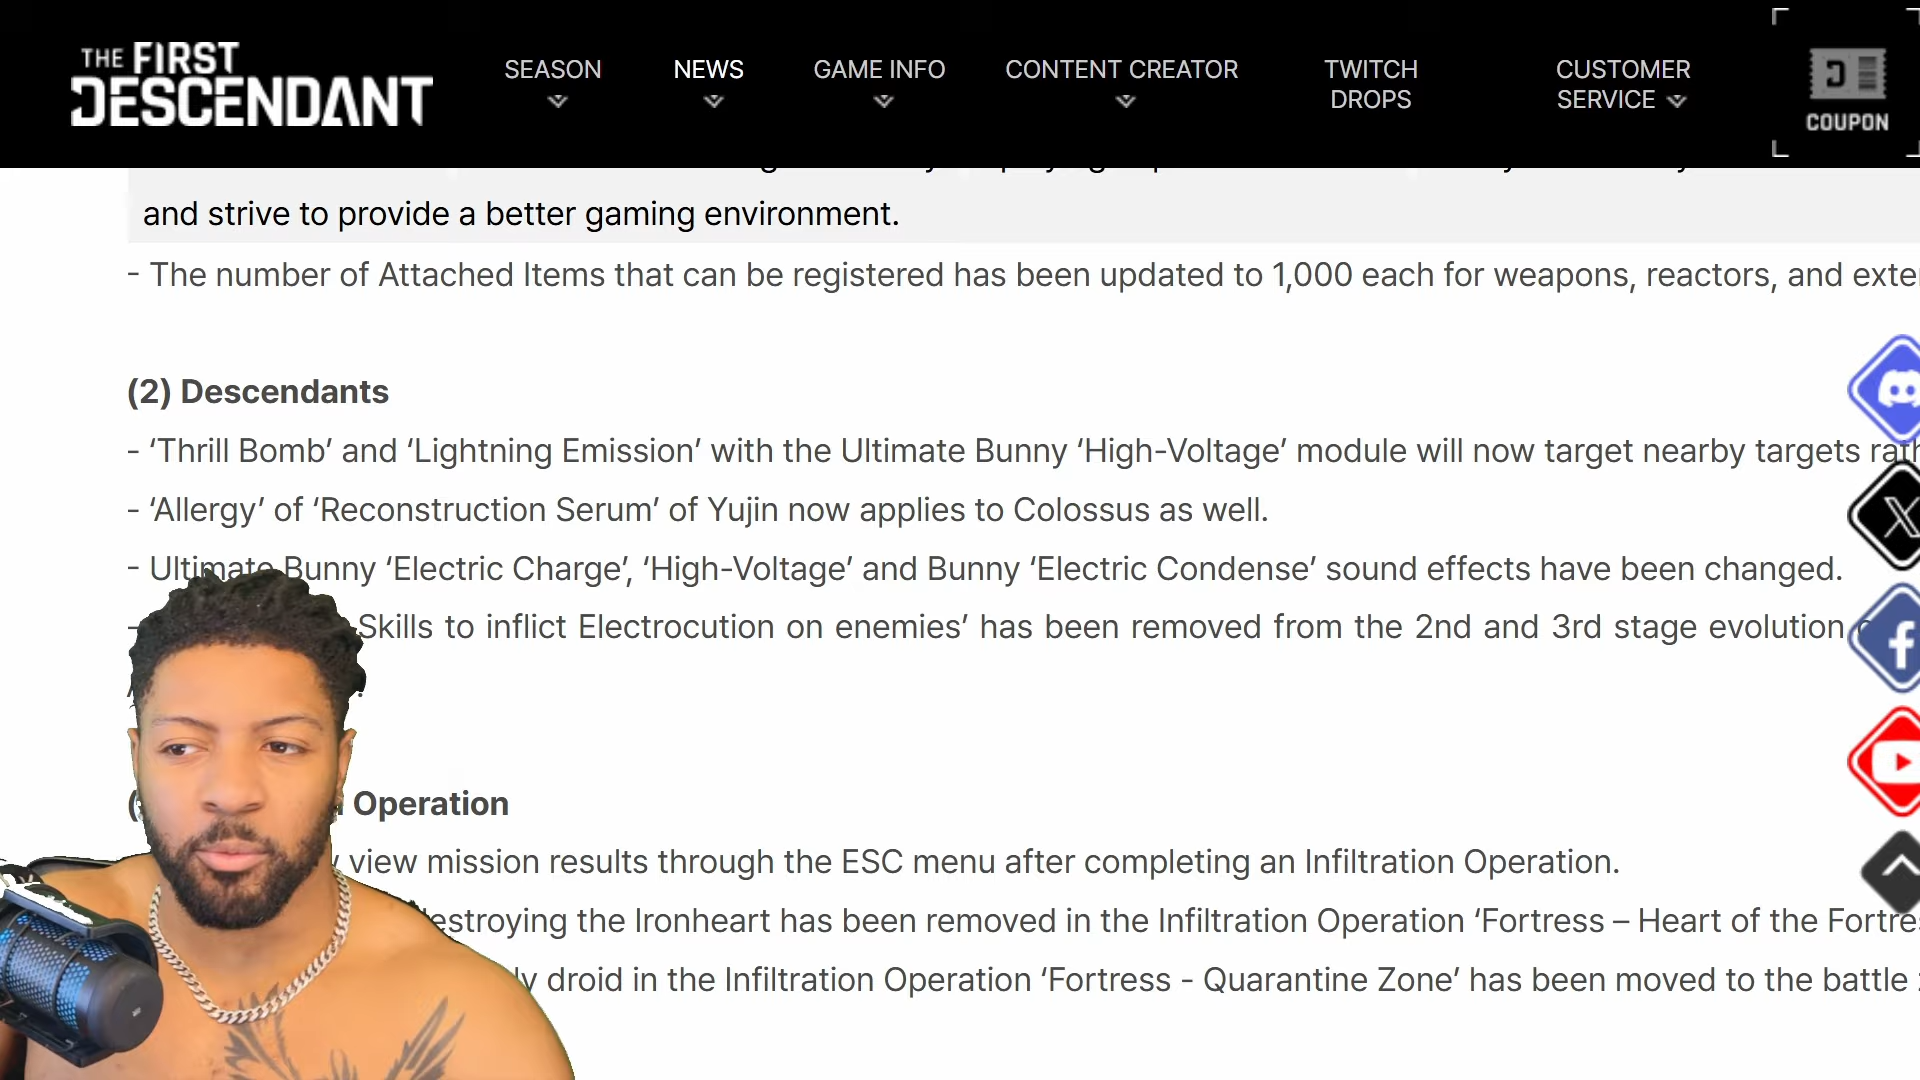 THE FIRST
DESCENDANT
SEASON
NEWS
GAME INFO
CONTENT CREATOR
TWITCH
DROPS
CUSTOMER
SERVICE
COUPON
and strive to provide a better gaming environment.
- The number of Attached Items that can be registered has been updated to 1,000 each for weapons, reactors, and
(2) Descendants
- ‘Thrill Bomb’ and ‘Lightning Emission’ with the Ultimate Bunny ‘High-Voltage’ module will now target nearby targets
- ‘Allergy’ of ‘Reconstruction Serum’ of Yujin now applies to Colossus as well.
- Ultimate Bunny ‘Electric Charge’, ‘High-Voltage’ and Bunny ‘Electric Condense’ sound effects have been changed.
Skills to inflict Electrocution on enemies’ has been removed from the 2nd and 3rd stage evolution
Operation
view mission results through the ESC menu after completing an Infiltration Operation.
the Ironheart has been removed in the Infiltration Operation ‘Fortress – Heart of the
droid in the Infiltration Operation ‘Fortress - Quarantine Zone’ has been moved to the battle